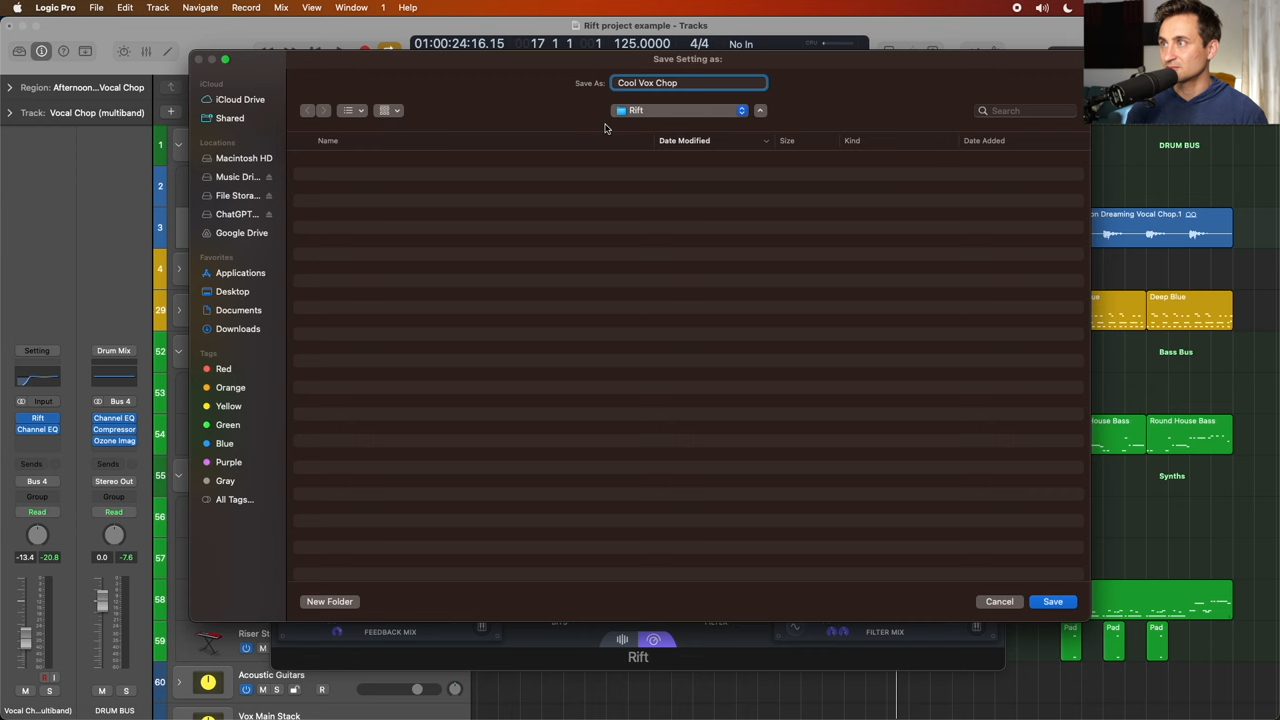 Logic Pro File Edit Track Navigate Record Mix View Window 1 Help
Rift project example - Tracks
01:00:24:16.15 17 1 1 1 125.0000 4/4 No In CPU
Save Setting as:
Save As: Cool Vox Chop
Rift
Search
Name Date Modified Size Kind Date Added
iCloud
iCloud Drive
Shared
Locations
Macintosh HD
Music Dri...
File Stora...
ChatGPT...
Google Drive
Favorites
Applications
Desktop
Documents
Downloads
Tags
Red
Orange
Yellow
Green
Blue
Purple
Gray
All Tags...
New Folder Cancel Save
Region: Afternoon...Vocal Chop
Track: Vocal Chop (multiband)
Setting Drum Mix
Input Bus 4
Rift Channel EQ
Channel EQ Compressor
Ozone Imag
Sends Sends
Bus 4 Stereo Out
Group Group
Read Read
-13.4 -20.8 0.0 -7.6
R I
M S M S
Vocal Ch...ultiband) DRUM BUS
1
2
3
4
29
52
53
54
55
56
57
58
59
60
DRUM BUS
on Dreaming Vocal Chop.1
ue Deep Blue
Bass Bus
House Bass Round House Bass
Synths
Pad Pad Pad
Riser St
M
Acoustic Guitars
M S R
Vox Main Stack
FEEDBACK MIX FILTER MIX
Rift